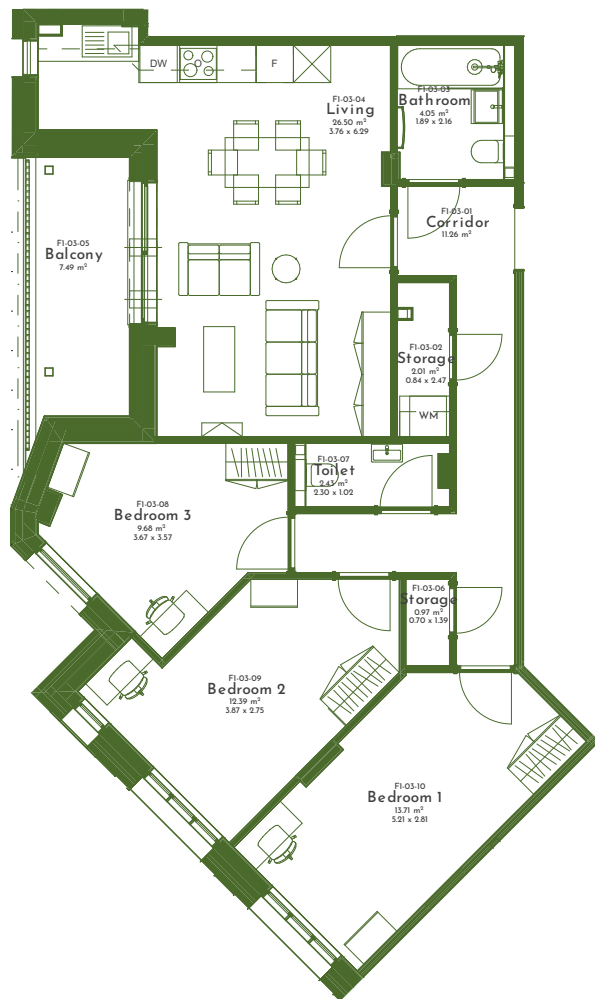 DW
F
F1-03-04
Living
26.50 m²
3.76 x 6.29
F1-03-03
Bathroom
4.05 m²
1.89 x 2.16
F1-03-01
Corridor
11.26 m²
F1-03-05
Balcony
7.49 m²
F1-03-02
Storage
2.01 m²
0.84 x 2.47
WM
F1-03-07
Toilet
2.43 m²
2.30 x 1.02
F1-03-08
Bedroom 3
9.68 m²
3.67 x 3.57
F1-03-06
Storage
0.97 m²
0.70 x 1.39
F1-03-09
Bedroom 2
12.39 m²
3.87 x 2.75
F1-03-10
Bedroom 1
13.71 m²
5.21 x 2.81